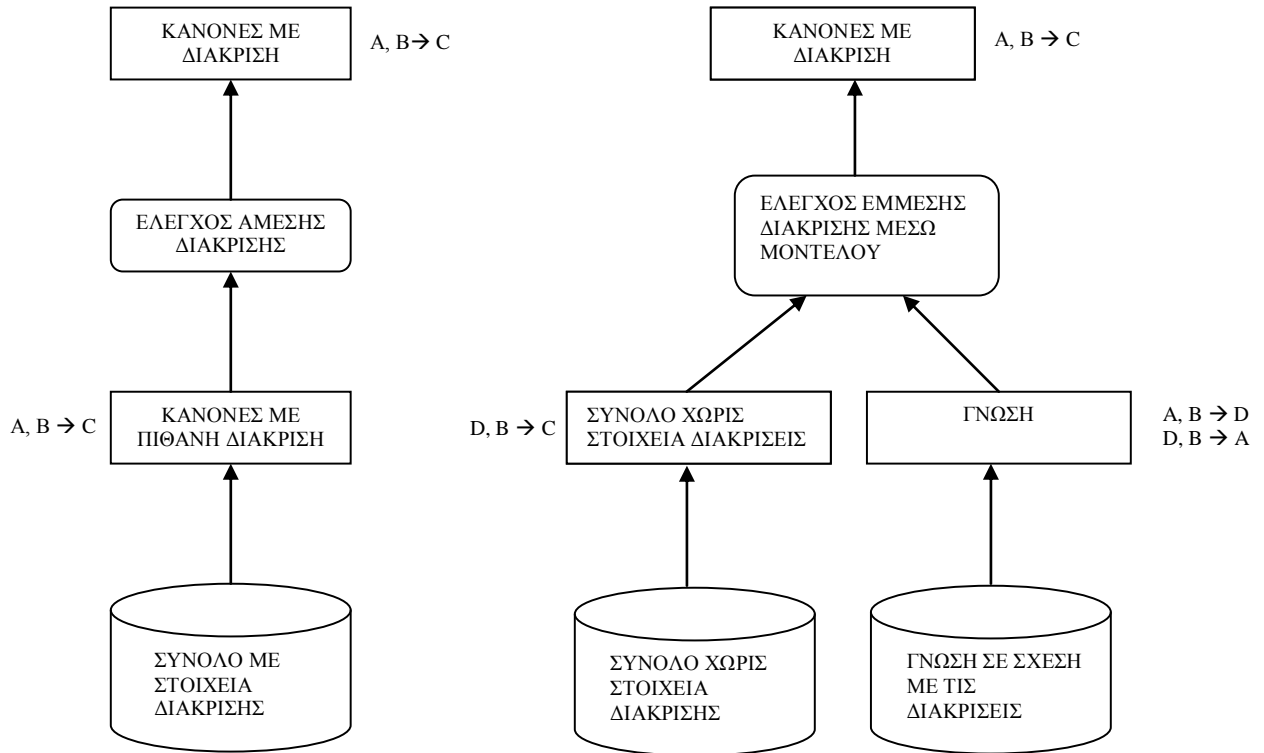 ΚΑΝΟΝΕΣ ΜΕ
ΔΙΑΚΡΙΣΗ
A, B→ C
ΕΛΕΓΧΟΣ ΑΜΕΣΗΣ
ΔΙΑΚΡΙΣΗΣ
A, B → C
ΚΑΝΟΝΕΣ ΜΕ
ΠΙΘΑΝΗ ΔΙΑΚΡΙΣΗ
ΣΥΝΟΛΟ ΜΕ
ΣΤΟΙΧΕΙΑ
ΔΙΑΚΡΙΣΗΣ
ΚΑΝΟΝΕΣ ΜΕ
ΔΙΑΚΡΙΣΗ
A, B → C
ΕΛΕΓΧΟΣ ΕΜΜΕΣΗΣ
ΔΙΑΚΡΙΣΗΣ ΜΕΣΩ
ΜΟΝΤΕΛΟΥ
D, B → C
ΣΥΝΟΛΟ ΧΩΡΙΣ
ΣΤΟΙΧΕΙΑ ΔΙΑΚΡΙΣΕΙΣ
ΓΝΩΣΗ
A, B → D
D, B → A
ΣΥΝΟΛΟ ΧΩΡΙΣ
ΣΤΟΙΧΕΙΑ
ΔΙΑΚΡΙΣΗΣ
ΓΝΩΣΗ ΣΕ ΣΧΕΣΗ
ΜΕ ΤΙΣ
ΔΙΑΚΡΙΣΕΙΣ